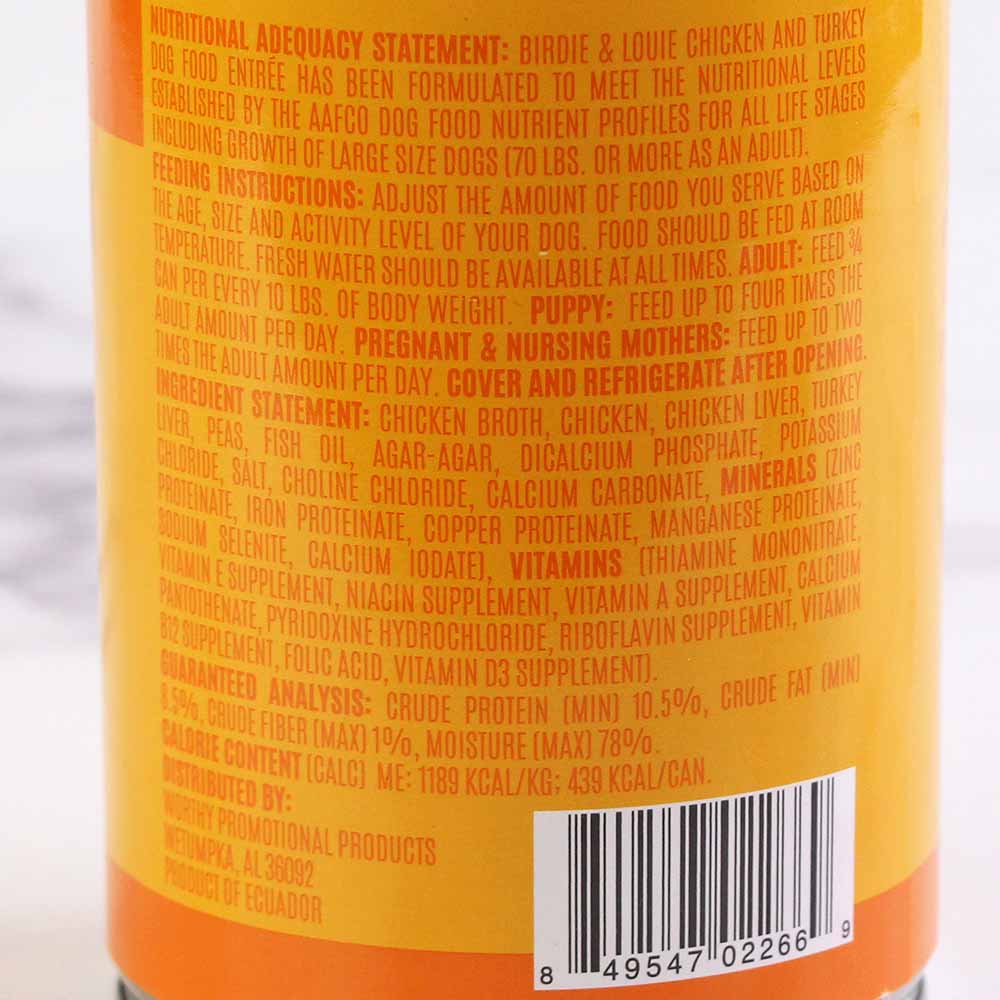 NUTRITIONAL ADEQUACY STATEMENT: BIRDIE & LOUIE CHICKEN AND TURKEY
DOG FOOD ENTRÉE HAS BEEN FORMULATED TO MEET THE NUTRITIONAL LEVELS
ESTABLISHED BY THE AAFCO DOG FOOD NUTRIENT PROFILES FOR ALL LIFE STAGES
INCLUDING GROWTH OF LARGE SIZE DOGS (70 LBS. OR MORE AS AN ADULT).
FEEDING INSTRUCTIONS: ADJUST THE AMOUNT OF FOOD YOU SERVE BASED ON
THE AGE, SIZE AND ACTIVITY LEVEL OF YOUR DOG. FOOD SHOULD BE FED AT ROOM
TEMPERATURE. FRESH WATER SHOULD BE AVAILABLE AT ALL TIMES. ADULT: FEED ¾
CAN PER EVERY 10 LBS. OF BODY WEIGHT. PUPPY: FEED UP TO FOUR TIMES THE
ADULT AMOUNT PER DAY. PREGNANT & NURSING MOTHERS: FEED UP TO TWO
TIMES THE ADULT AMOUNT PER DAY. COVER AND REFRIGERATE AFTER OPENING.
INGREDIENT STATEMENT: CHICKEN BROTH, CHICKEN, CHICKEN LIVER, TURKEY
LIVER, PEAS, FISH OIL, AGAR-AGAR, DICALCIUM PHOSPHATE, POTASSIUM
CHLORIDE, SALT, CHOLINE CHLORIDE, CALCIUM CARBONATE, MINERALS (ZINC
PROTEINATE, IRON PROTEINATE, COPPER PROTEINATE, MANGANESE PROTEINATE,
SODIUM SELENITE, CALCIUM IODATE), VITAMINS (THIAMINE MONONITRATE,
VITAMIN E SUPPLEMENT, NIACIN SUPPLEMENT, VITAMIN A SUPPLEMENT, CALCIUM
PANTOTHENATE, PYRIDOXINE HYDROCHLORIDE, RIBOFLAVIN SUPPLEMENT, VITAMIN
B12 SUPPLEMENT, FOLIC ACID, VITAMIN D3 SUPPLEMENT).
GUARANTEED ANALYSIS: CRUDE PROTEIN (MIN) 10.5%, CRUDE FAT (MIN)
8.5%, CRUDE FIBER (MAX) 1%, MOISTURE (MAX) 78%.
CALORIE CONTENT (CALC) ME: 1189 KCAL/KG; 439 KCAL/CAN.
DISTRIBUTED BY:
WORTHY PROMOTIONAL PRODUCTS
WETUMPKA, AL 36092
PRODUCT OF ECUADOR
8 49547 02266 9